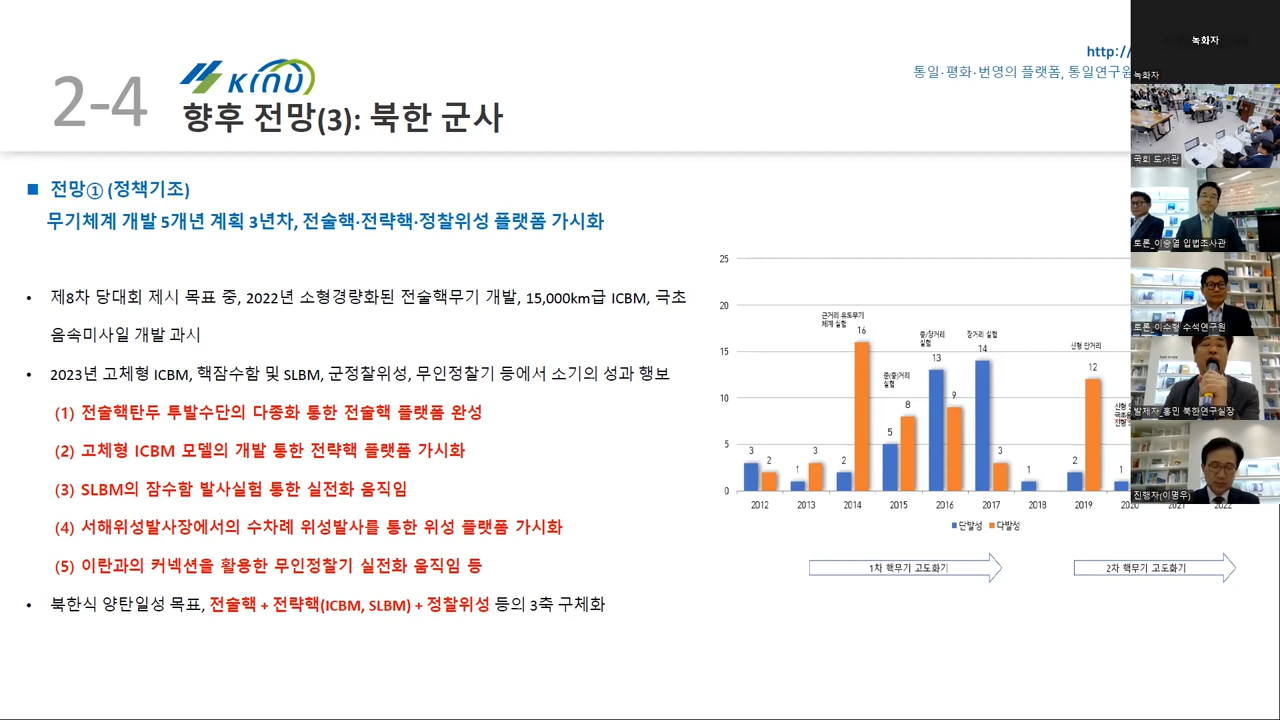 2-4
KINU
향후 전망(3): 북한 군사
http://
통일·평화·번영의 플랫폼, 통일연구원
■ 전망① (정책기조)
무기체계 개발 5개년 계획 3년차, 전술핵·전략핵·정찰위성 플랫폼 가시화
• 제8차 당대회 제시 목표 중, 2022년 소형경량화된 전술핵무기 개발, 15,000km급 ICBM, 극초
음속미사일 개발 과시
• 2023년 고체형 ICBM, 핵잠수함 및 SLBM, 군정찰위성, 무인정찰기 등에서 소기의 성과 행보
(1) 전술핵탄두 투발수단의 다종화 통한 전술핵 플랫폼 완성
(2) 고체형 ICBM 모델의 개발 통한 전략핵 플랫폼 가시화
(3) SLBM의 잠수함 발사실험 통한 실전화 움직임
(4) 서해위성발사장에서의 수차례 위성발사를 통한 위성 플랫폼 가시화
(5) 이란과의 커넥션을 활용한 무인정찰기 실전화 움직임 등
• 북한식 양탄일성 목표, 전술핵 + 전략핵(ICBM, SLBM) + 정찰위성 등의 3축 구체화
25
20
15
10
5
0
근거리 유도무기
체계 실험
중/장거리
실험
장거리 실험
중(중)거리
실험
신형 단거리
3
2
1
3
2
16
5
8
13
9
14
3
1
2
12
1
2012
2013
2014
2015
2016
2017
2018
2019
2020
2021
2022
단발성
다발성
1차 핵무기 고도화기
2차 핵무기 고도화기
녹화자
녹화자
국회 도서관
토론_이승열 입법조사관
토론_이수형 수석연구원
발제자_홍민 북한연구실장
진행자(이명우)